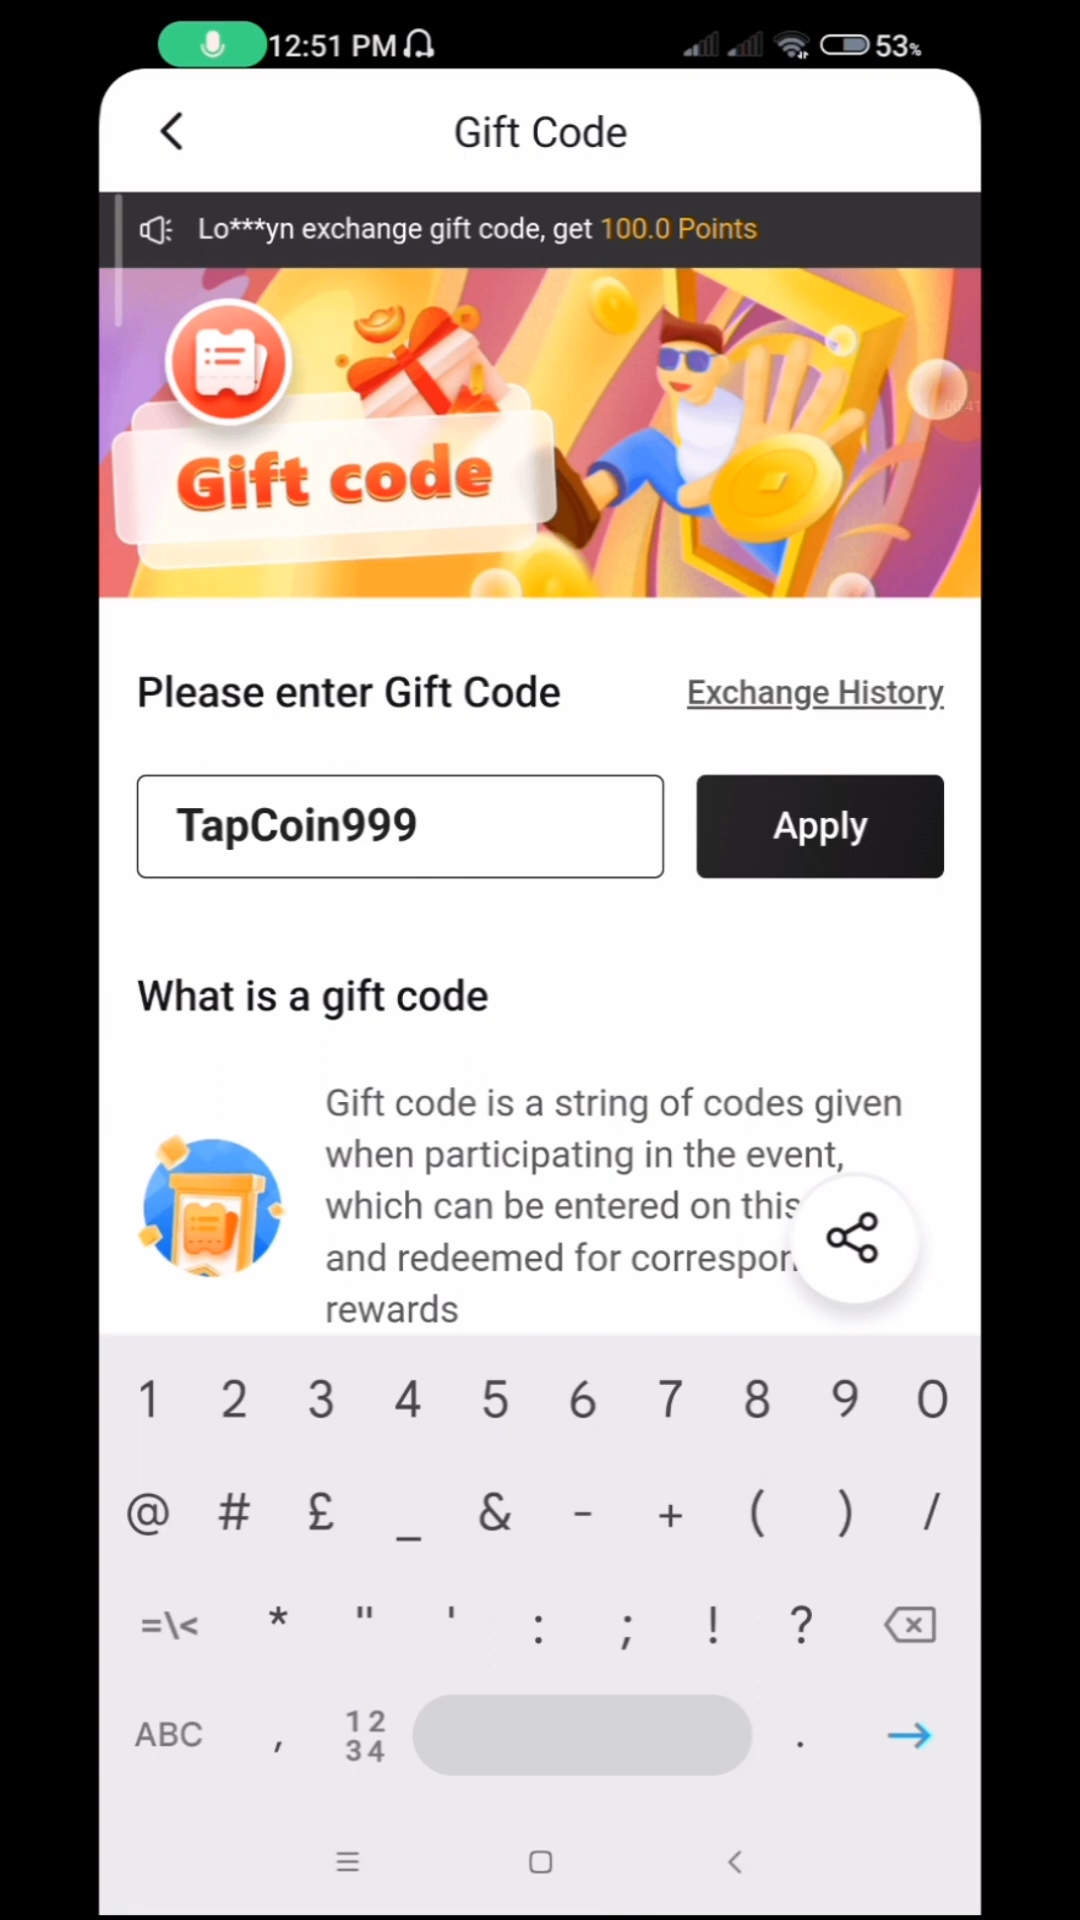 12:51 PM 53%
Gift Code
Lo***yn exchange gift code, get 100.0 Points
00:41
Gift code
Please enter Gift Code Exchange History
TapCoin999 Apply
What is a gift code
Gift code is a string of codes given
when participating in the event,
which can be entered on this
and redeemed for correspon
rewards
1 2 3 4 5 6 7 8 9 0
@ # £ _ & - + ( ) /
=\< * " ' : ; ! ?
ABC , 12 .
34